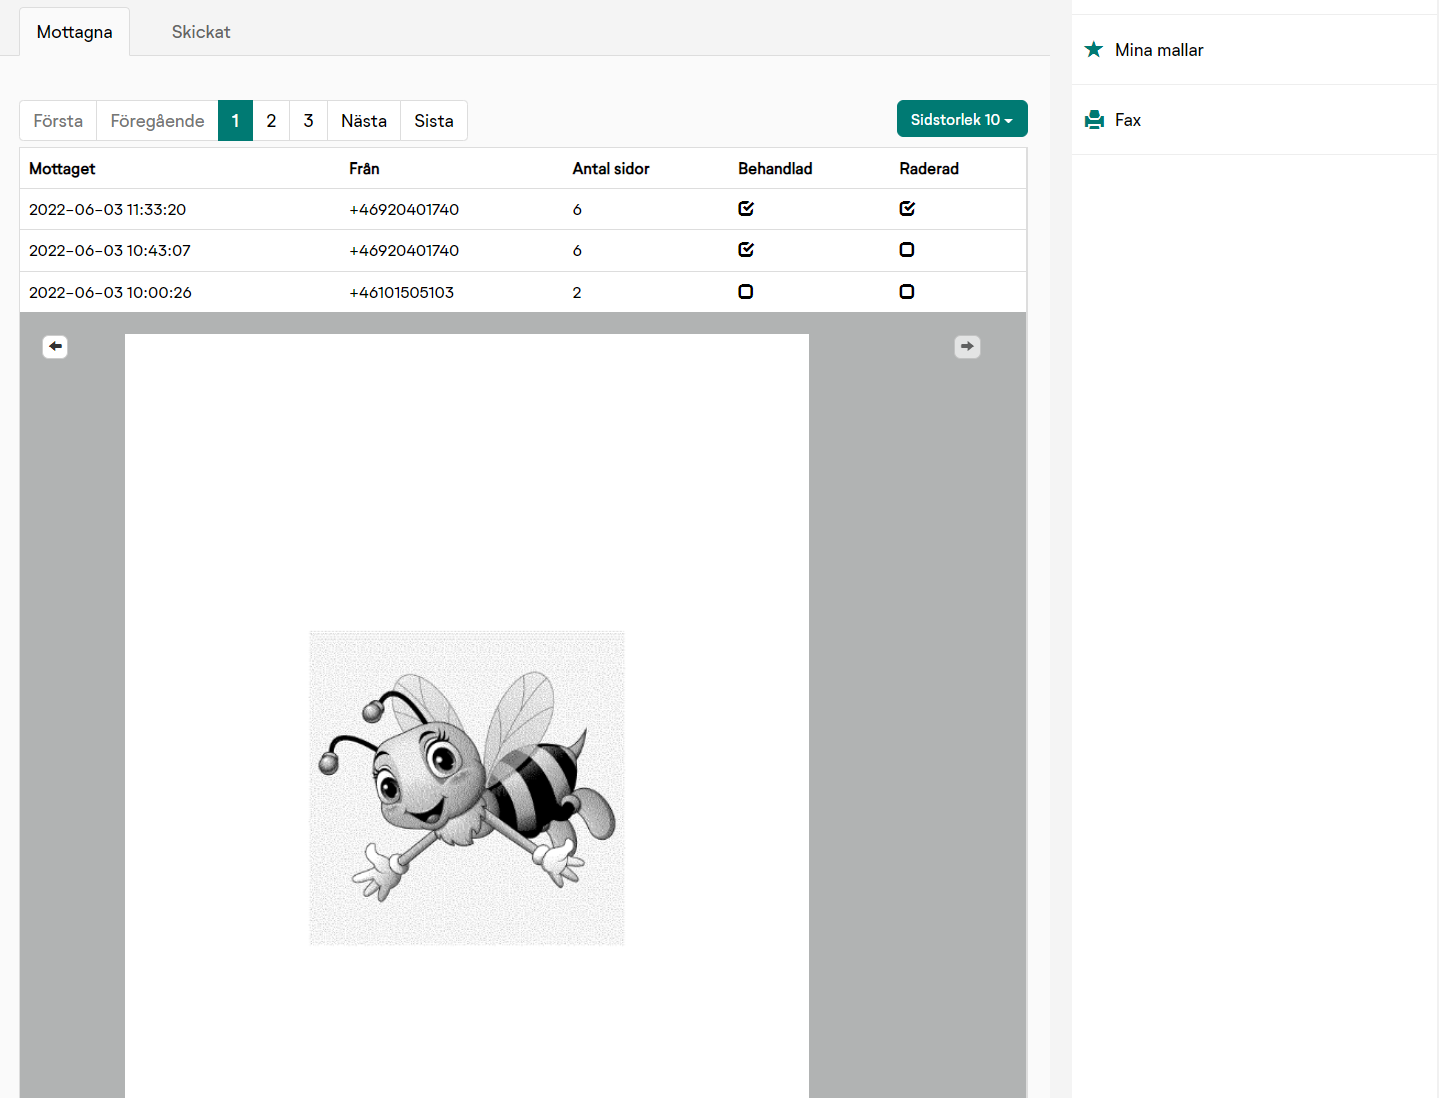 Mottagna Skickat
Första Föregående 1 2 3 Nästa Sista Sidstorlek 10
Mottaget Från Antal sidor Behandlad Raderad
2022-06-03 11:33:20 +46920401740 6
2022-06-03 10:43:07 +46920401740 6
2022-06-03 10:00:26 +46101505103 2
Mina mallar
Fax